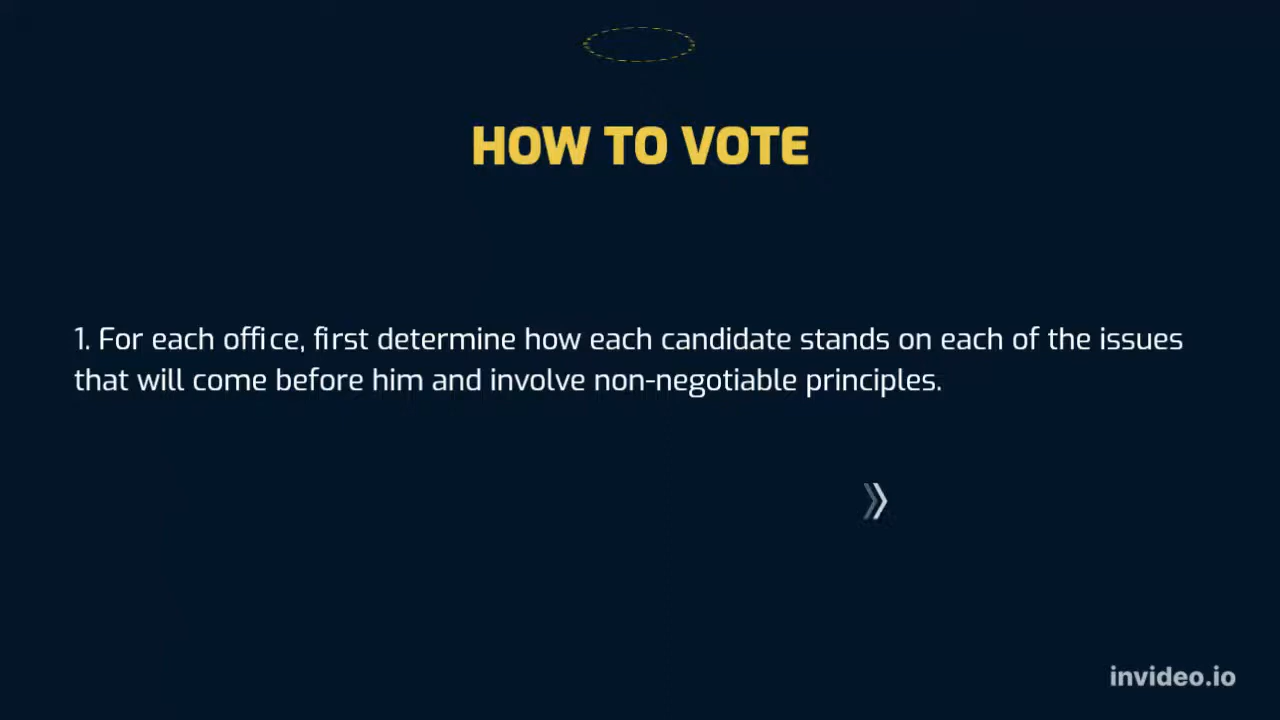 HOW TO VOTE
1. For each office, first determine how each candidate stands on each of the issues
that will come before him and involve non-negotiable principles.
invideo.io